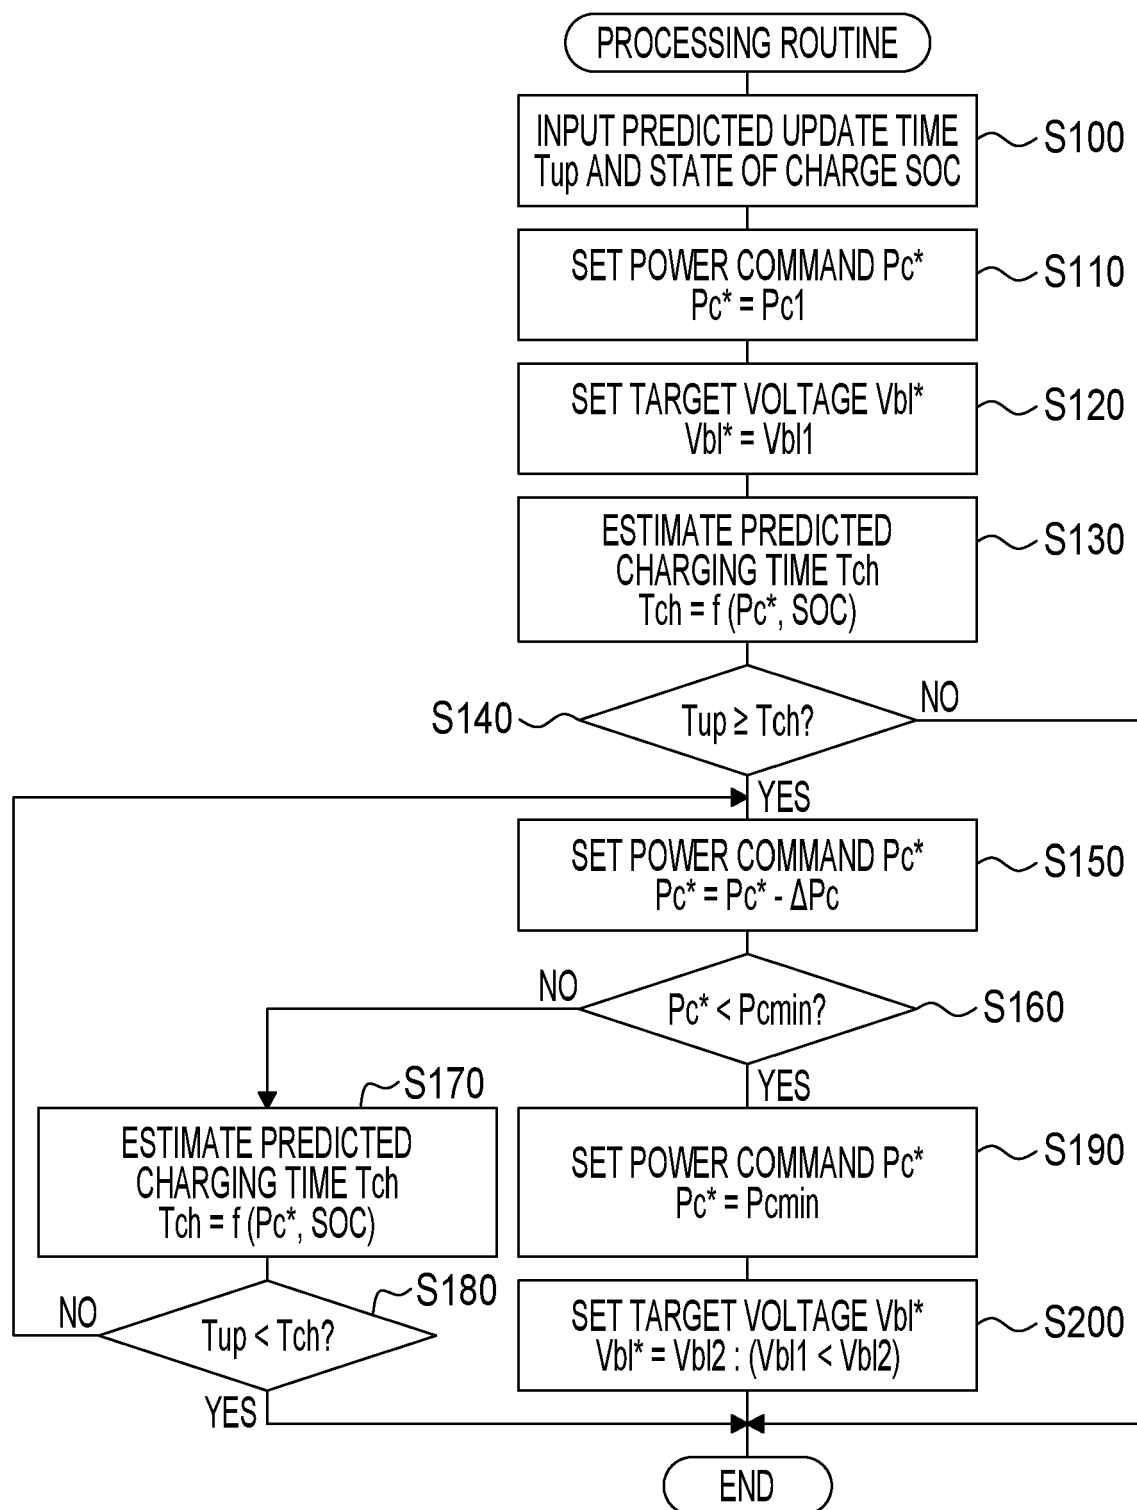 PROCESSING ROUTINE
INPUT PREDICTED UPDATE TIME
Tup AND STATE OF CHARGE SOC
S100
SET POWER COMMAND Pc*
Pc* = Pc1
S110
SET TARGET VOLTAGE Vbl*
Vbl* = Vbl1
S120
ESTIMATE PREDICTED
CHARGING TIME Tch
Tch = f (Pc*, SOC)
S130
S140
Tup ≥ Tch?
NO
YES
SET POWER COMMAND Pc*
Pc* = Pc* - ΔPc
S150
NO
Pc* < Pcmin?
S160
YES
S170
ESTIMATE PREDICTED
CHARGING TIME Tch
Tch = f (Pc*, SOC)
SET POWER COMMAND Pc*
Pc* = Pcmin
S190
NO
Tup < Tch?
S180
YES
SET TARGET VOLTAGE Vbl*
Vbl* = Vbl2 : (Vbl1 < Vbl2)
S200
END